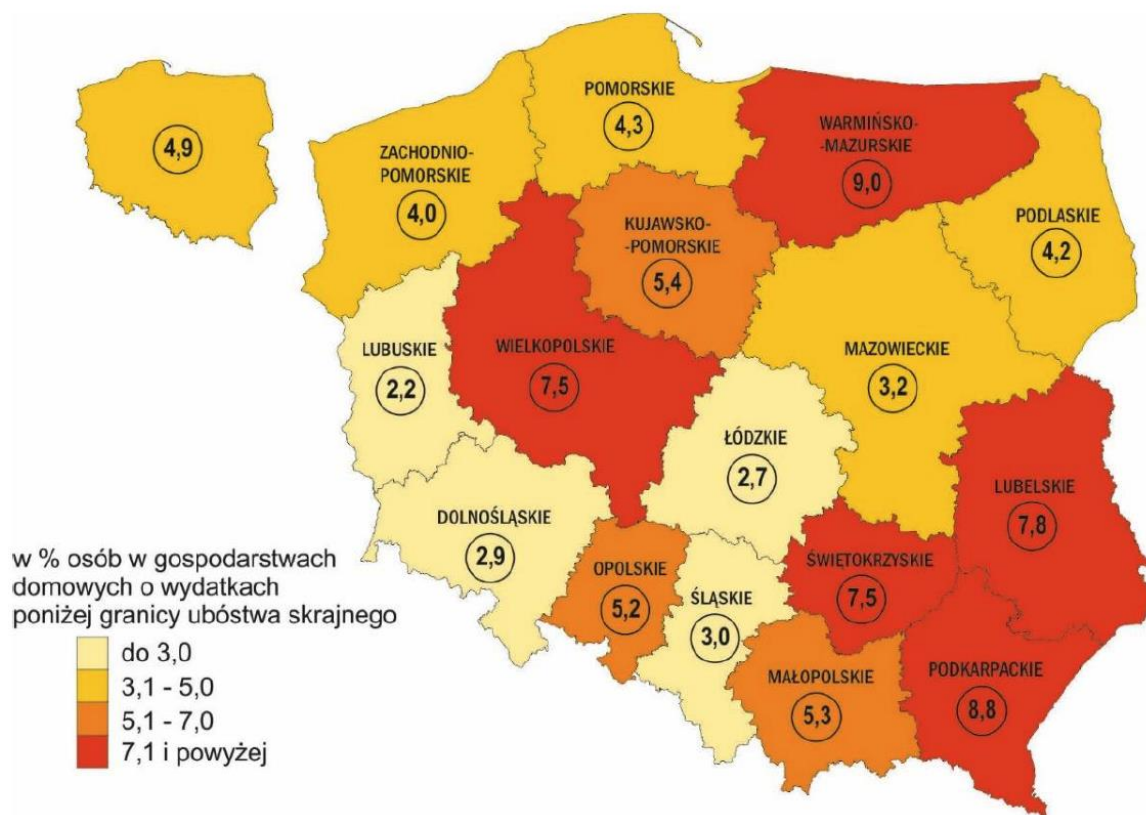 4,9
POMORSKIE
4,3
WARMIŃSKO-
-MAZURSKIE
9,0
ZACHODNIO-
POMORSKIE
4,0
KUJAWSKO-
-POMORSKIE
5,4
PODLASKIE
4,2
LUBUSKIE
2,2
WIELKOPOLSKIE
7,5
MAZOWIECKIE
3,2
ŁÓDZKIE
2,7
LUBELSKIE
7,8
DOLNOŚLĄSKIE
2,9
OPOLSKIE
5,2
ŚLĄSKIE
3,0
ŚWIĘTOKRZYSKIE
7,5
MAŁOPOLSKIE
5,3
PODKARPACKIE
8,8
w % osób w gospodarstwach
domowych o wydatkach
poniżej granicy ubóstwa skrajnego
do 3,0
3,1 - 5,0
5,1 - 7,0
7,1 i powyżej